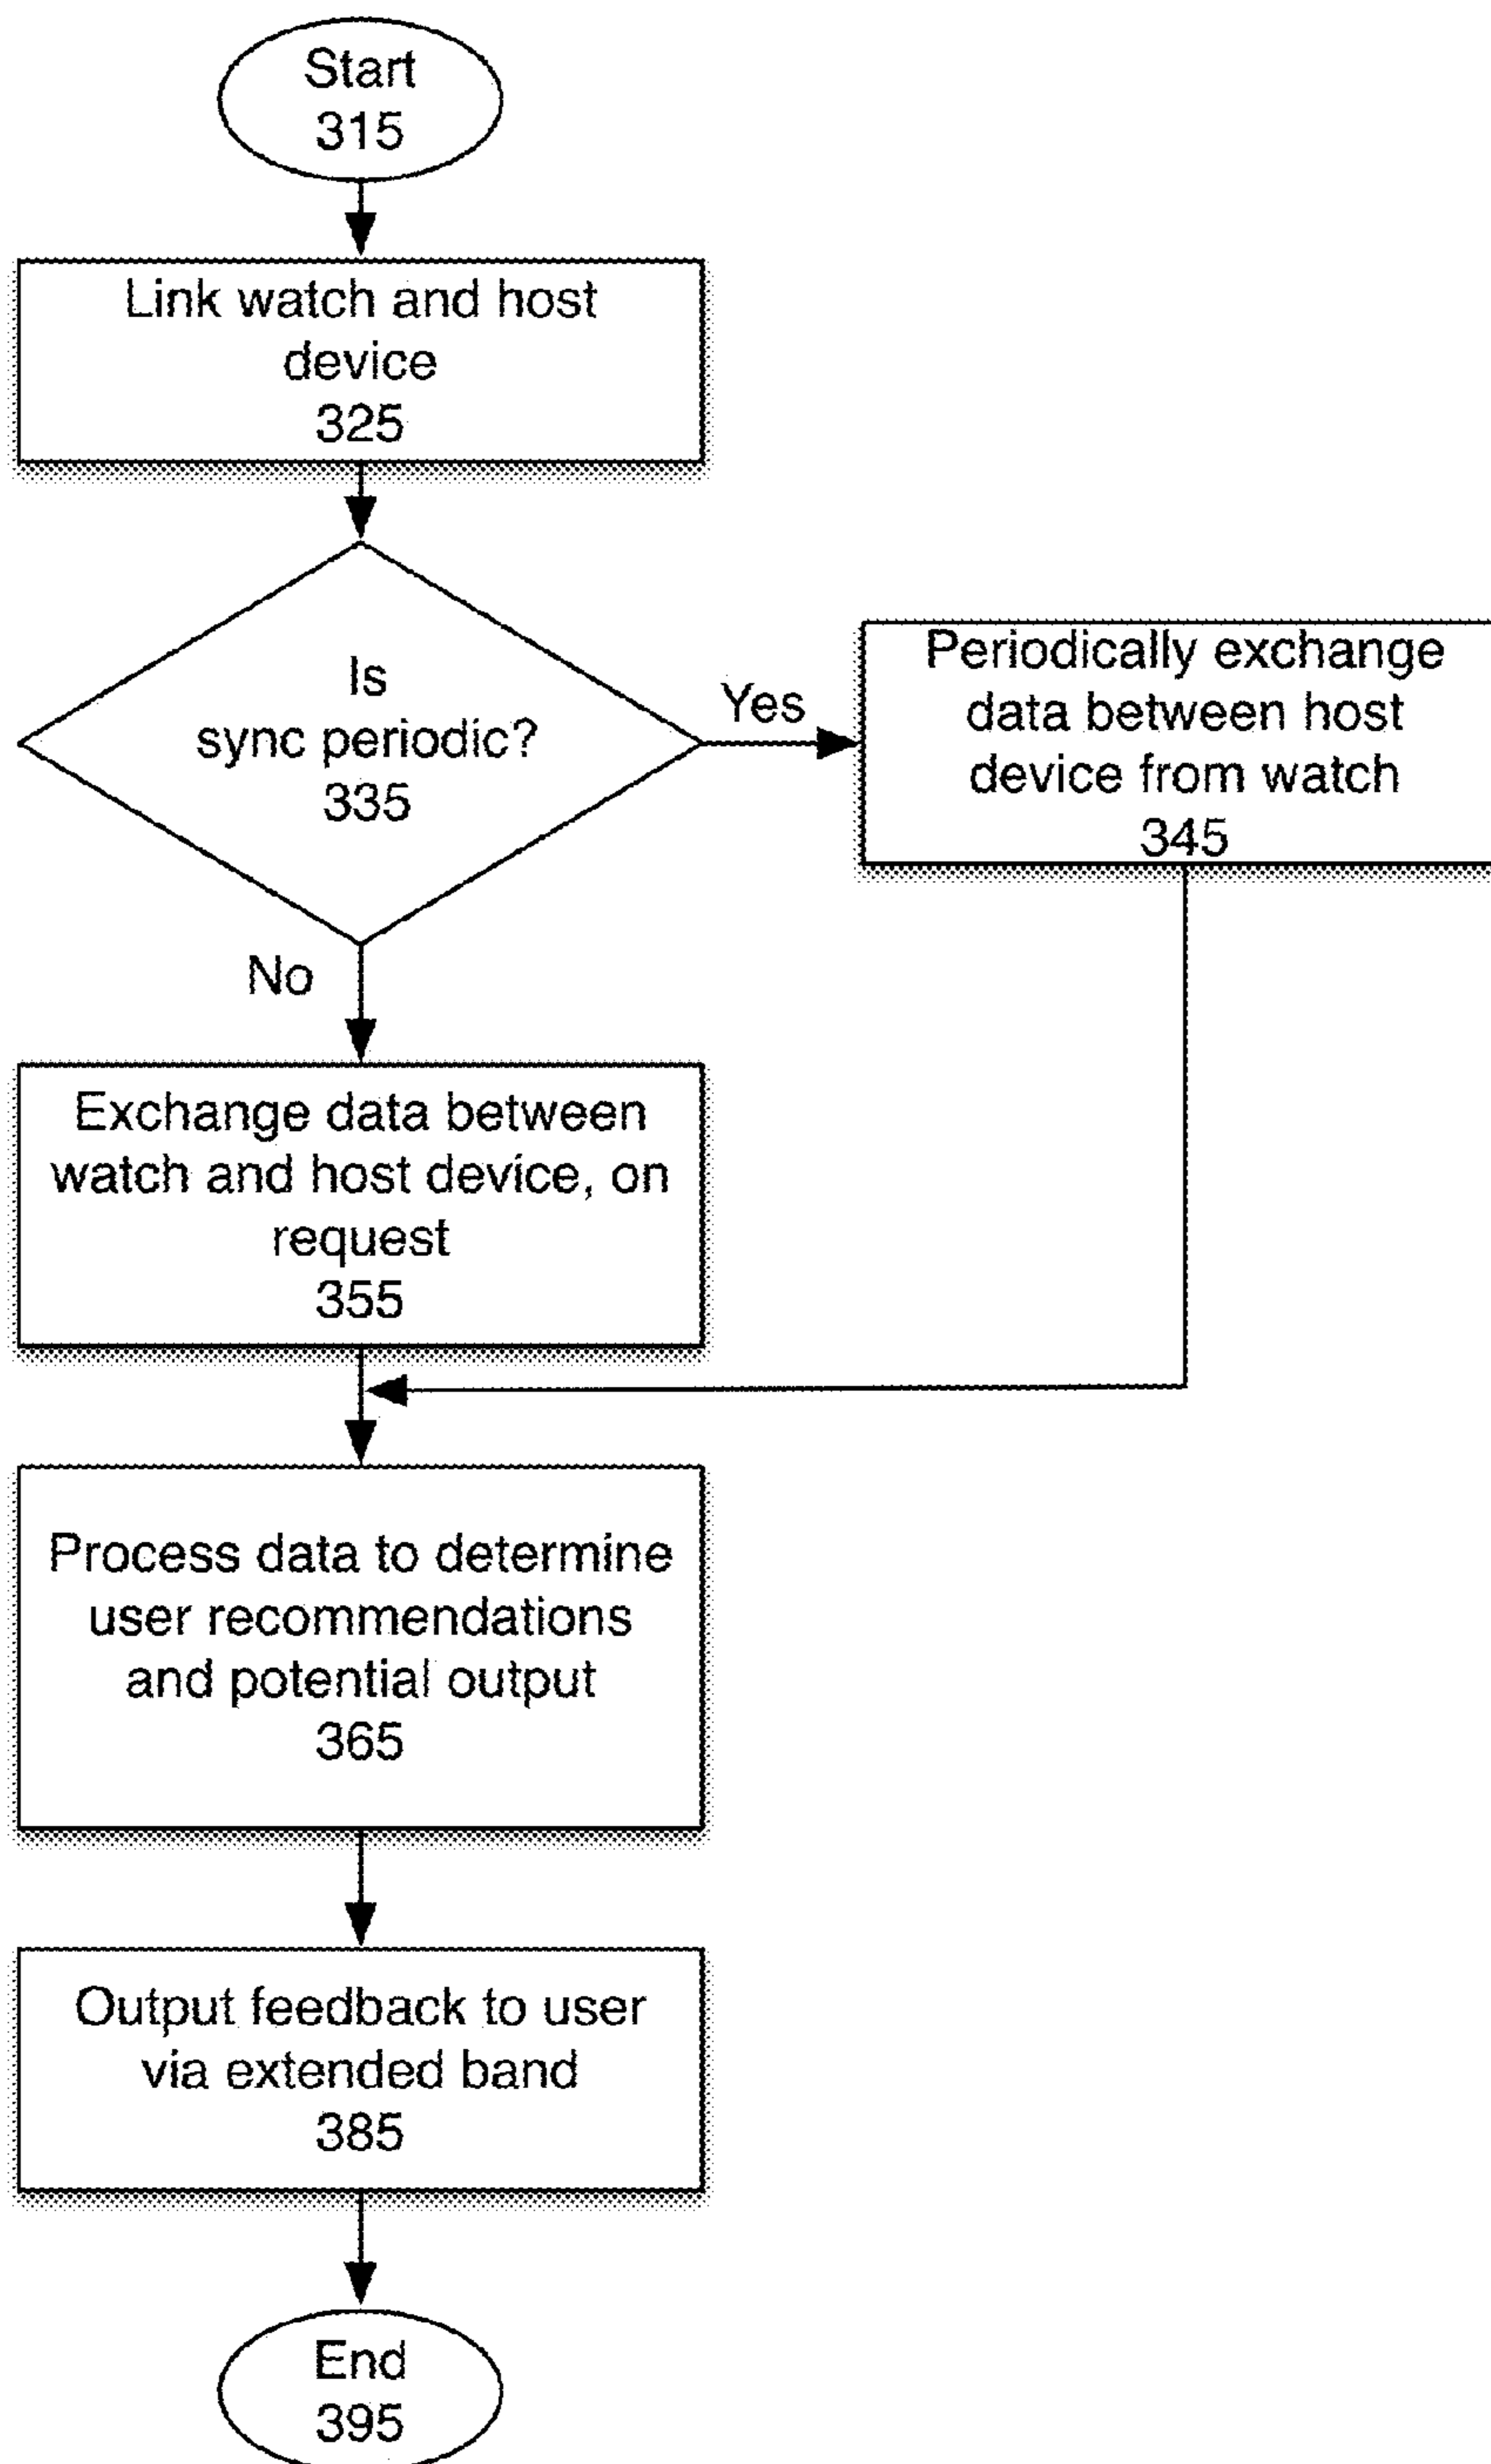 Start
315
Link watch and host
device
325
Is
sync periodic?
335
Yes
Periodically exchange
data between host
device from watch
345
No
Exchange data between
watch and host device, on
request
355
Process data to determine
user recommendations
and potential output
365
Output feedback to user
via extended band
385
End
395